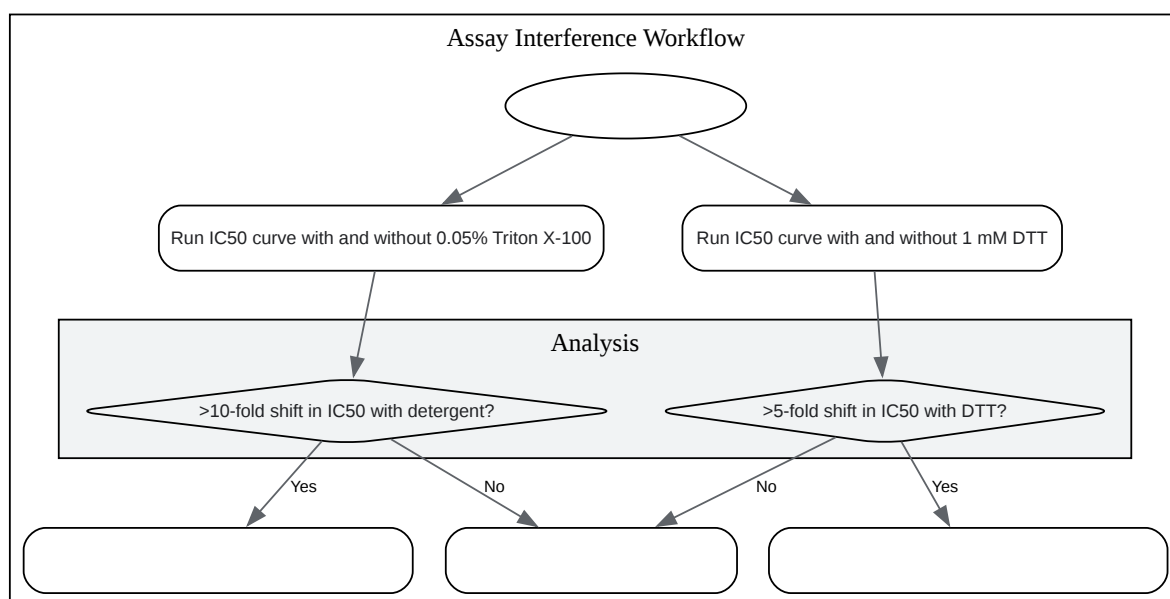 Assay Interference Workflow
Run IC50 curve with and without 0.05% Triton X-100
Run IC50 curve with and without 1 mM DTT
Analysis
>10-fold shift in IC50 with detergent?
>5-fold shift in IC50 with DTT?
Yes
No
No
Yes